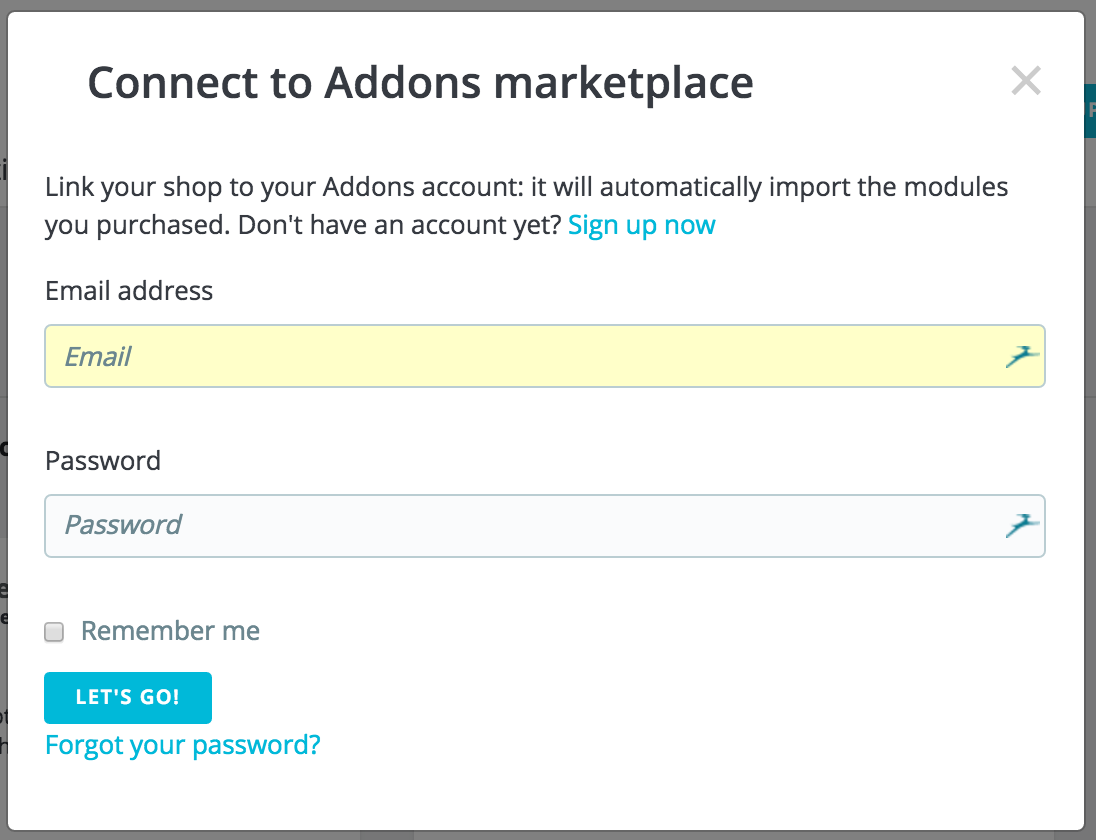 Connect to Addons marketplace
Link your shop to your Addons account: it will automatically import the modules
you purchased. Don't have an account yet? Sign up now
Email address
Email
Password
Password
Remember me
LET'S GO!
Forgot your password?